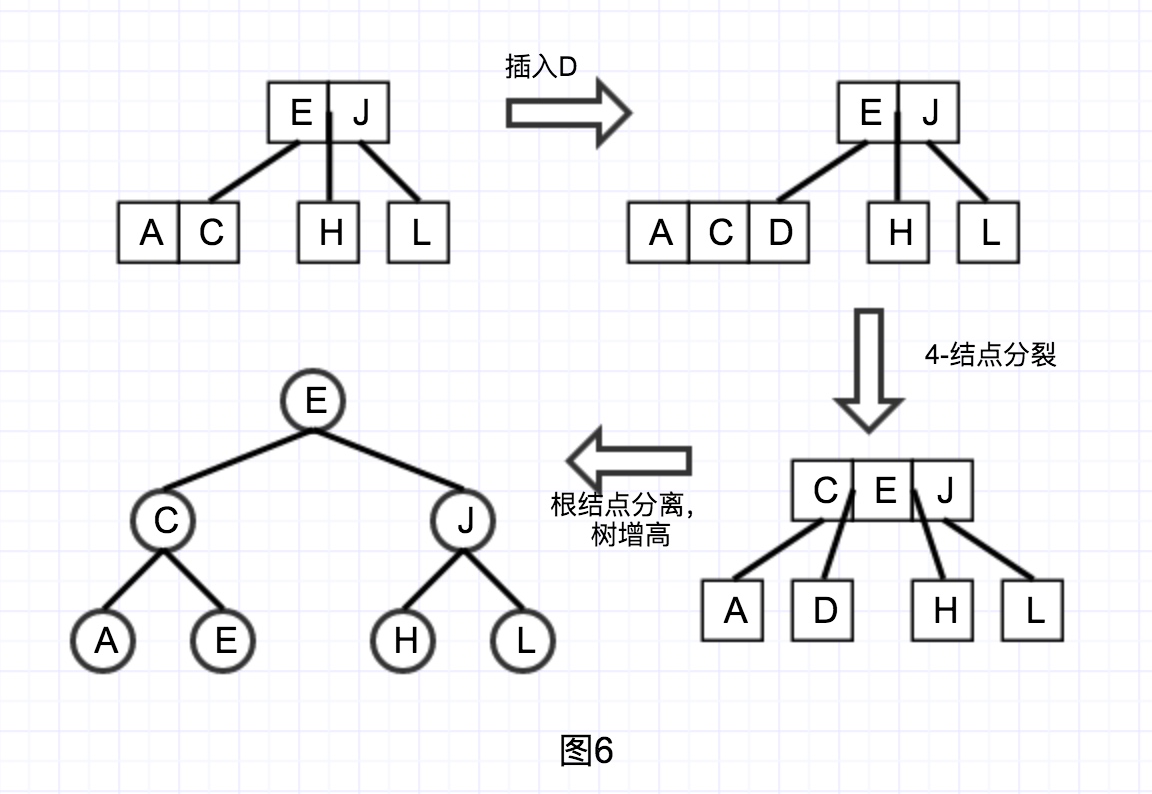 插入D
E J
A C H L
E J
A C D H L
4-结点分裂
C E J
A D H L
根结点分离,
树增高
E
C J
A E H L
图6